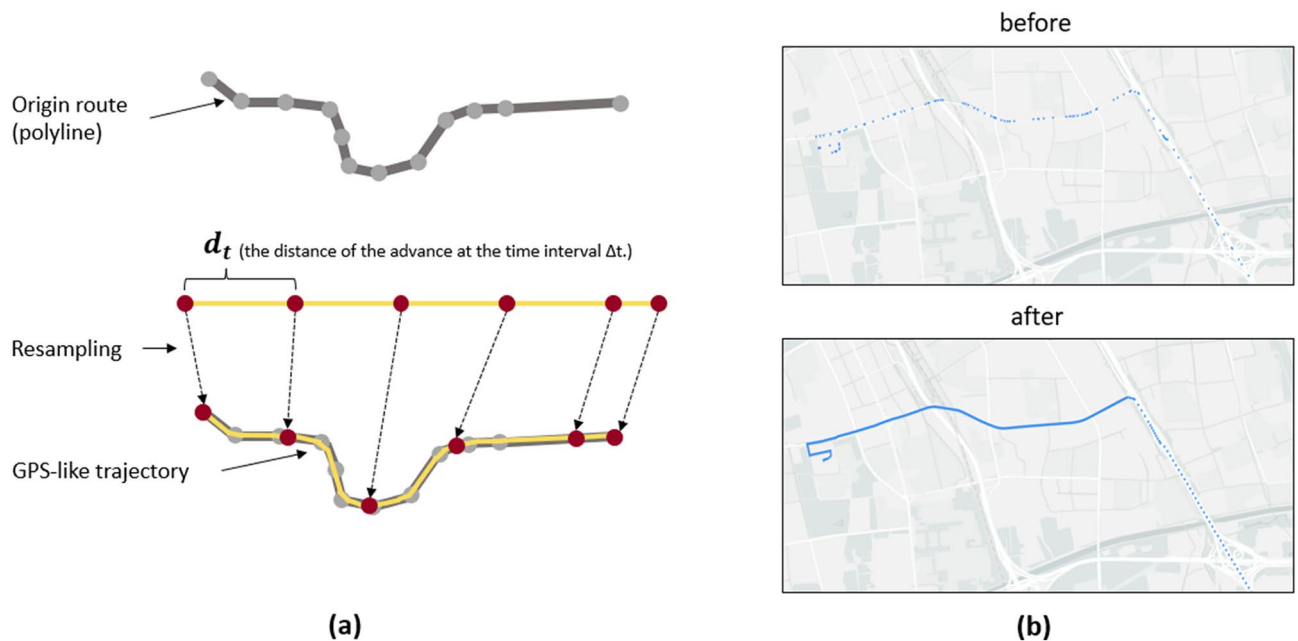 before
Origin route
(polyline)
dₜ (the distance of the advance at the time interval Δt.)
after
Resampling
GPS-like trajectory
(a)
(b)